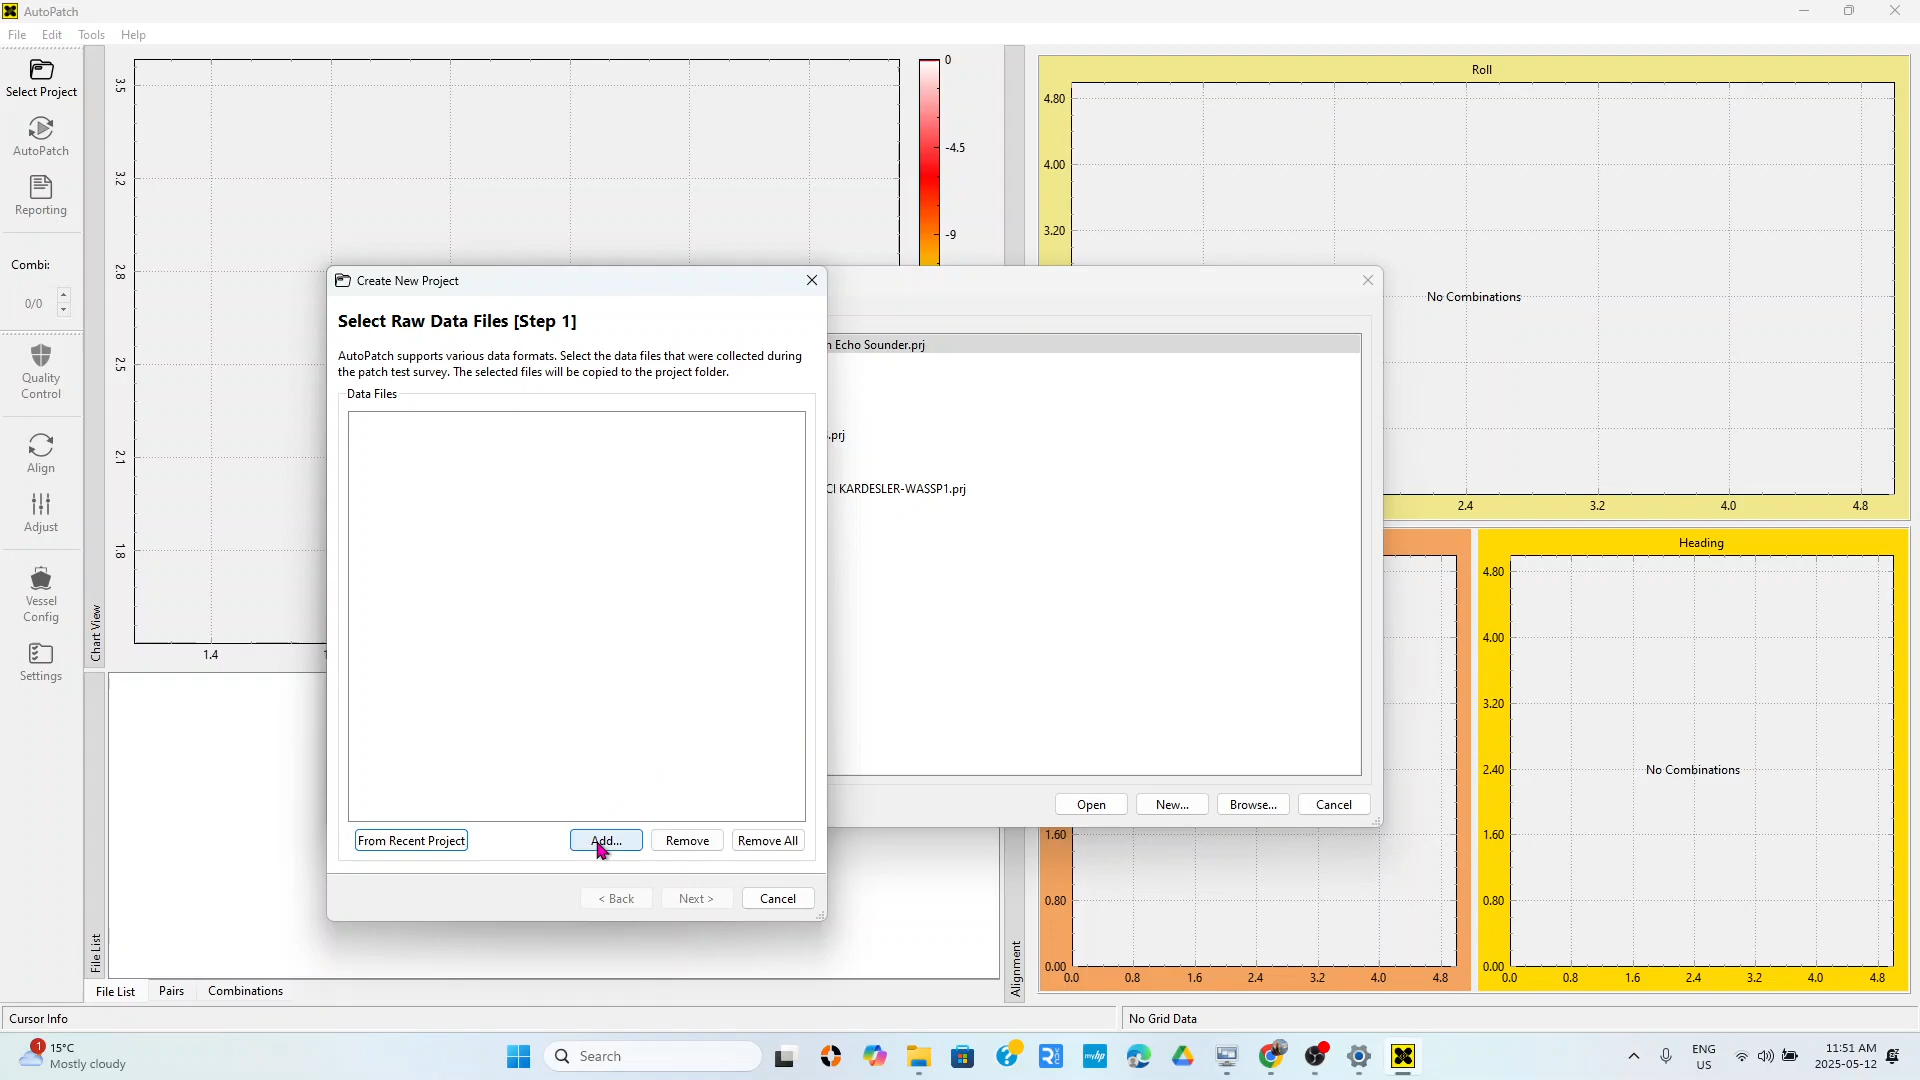 AutoPatch
File Edit Tools Help
Select Project
AutoPatch
Reporting
Combi:
0/0
Quality
Control
Align
Adjust
Vessel
Config
Settings
3.5
3.2
2.8
2.5
2.1
1.8
1.4
Chart View
0
-4.5
-9
Create New Project
Select Raw Data Files [Step 1]
AutoPatch supports various data formats. Select the data files that were collected during
the patch test survey. The selected files will be copied to the project folder.
Data Files
From Recent Project
Add...
Remove
Remove All
< Back
Next >
Cancel
Echo Sounder.prj
.prj
CI KARDESLER-WASSP1.prj
Open
New...
Browse...
Cancel
Roll
4.80
4.00
3.20
No Combinations
2.4 3.2 4.0 4.8
1.60
0.80
0.00
0.0 0.8 1.6 2.4 3.2 4.0 4.8
Heading
4.80
4.00
3.20
2.40
1.60
0.80
0.00
No Combinations
0.0 0.8 1.6 2.4 3.2 4.0 4.8
Alignment
File List
File List Pairs Combinations
Cursor Info
No Grid Data
1
15°C
Mostly cloudy
Search
ENG
US
11:51 AM
2025-05-12